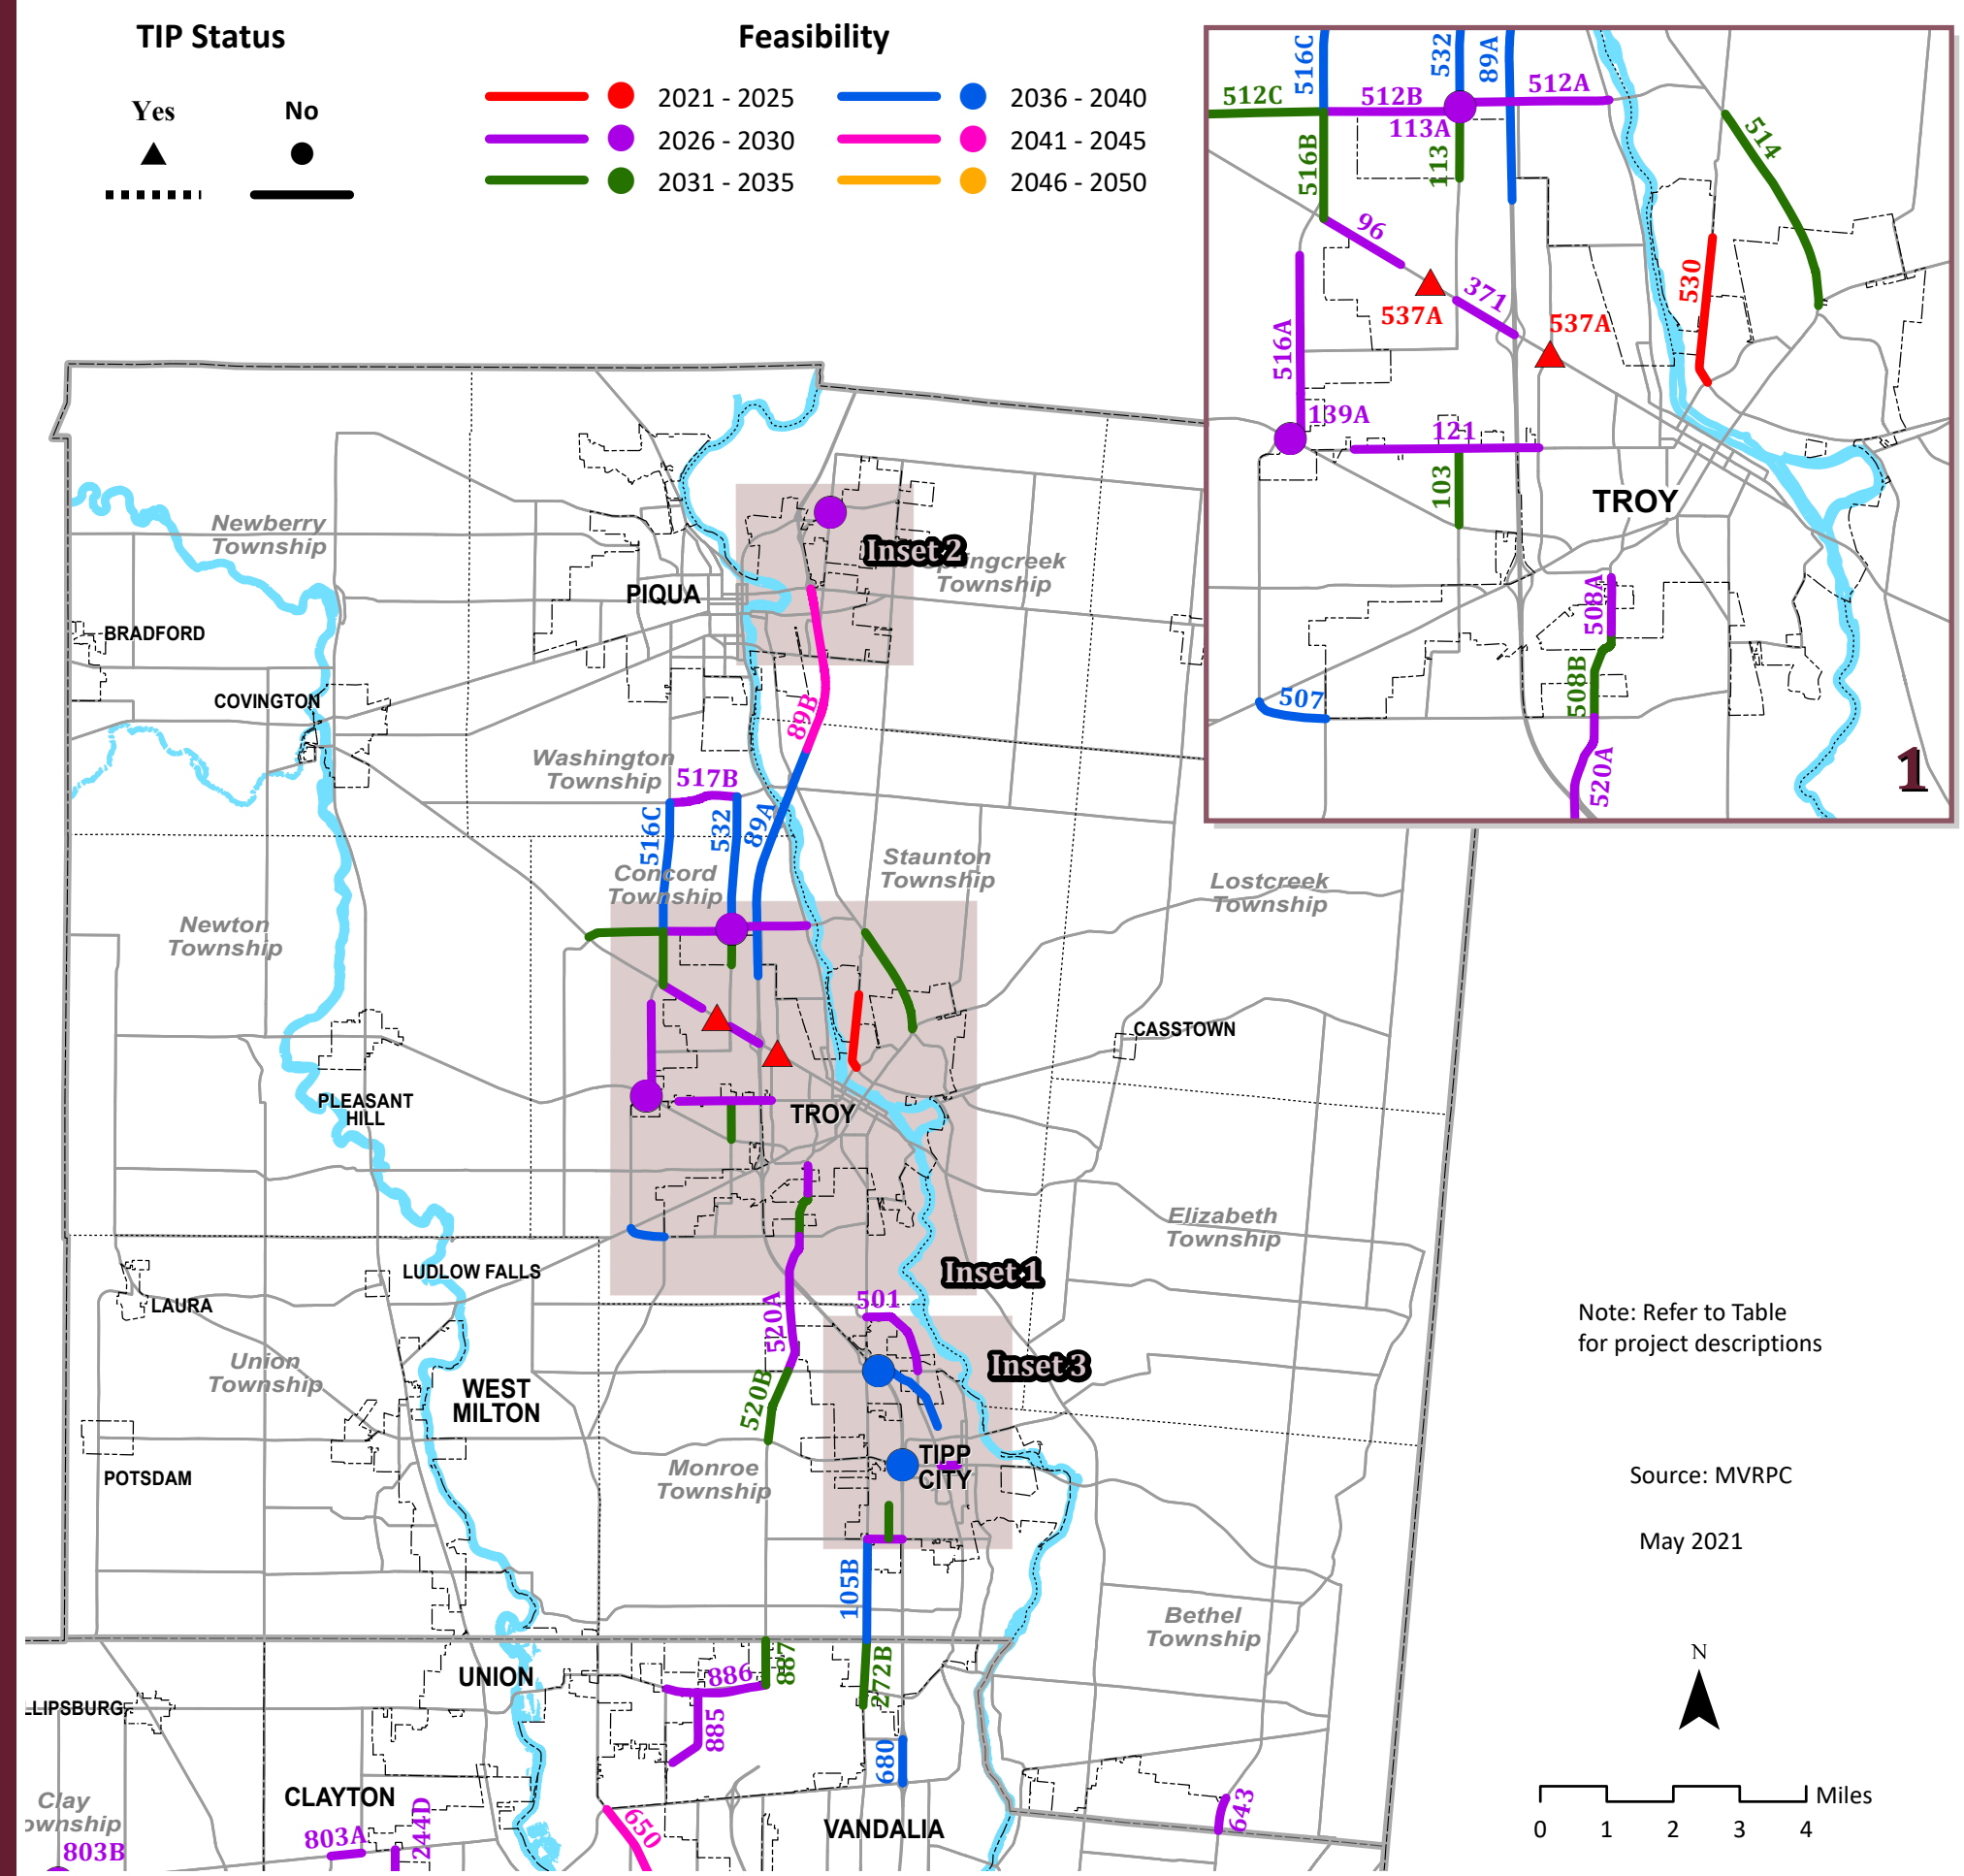 TIP Status
Yes
No
Feasibility
2021 - 2025
2026 - 2030
2031 - 2035
2036 - 2040
2041 - 2045
2046 - 2050
516C
532
89A
512C
512B
512A
113A
516B
113
514
96
371
537A
537A
530
516A
139A
121
103
TROY
508A
508B
507
520A
1
Newberry
Township
Inset 2
Township
PIQUA
BRADFORD
COVINGTON
89B
Washington
Township
517B
516C
532
89A
Concord
Township
Staunton
Township
Lostcreek
Township
Newton
Township
CASSTOWN
PLEASANT
HILL
TROY
Elizabeth
Township
LUDLOW FALLS
Inset 1
LAURA
501
520A
Union
Township
Inset 3
WEST
MILTON
520B
TIPP
CITY
POTSDAM
Monroe
Township
105B
Bethel
Township
UNION
886
887
272B
LLIPSBURG
885
680
CLAYTON
Clay
ownship
803B
803A
244D
650
VANDALIA
643
Note: Refer to Table
for project descriptions
Source: MVRPC
May 2021
N
Miles
0 1 2 3 4